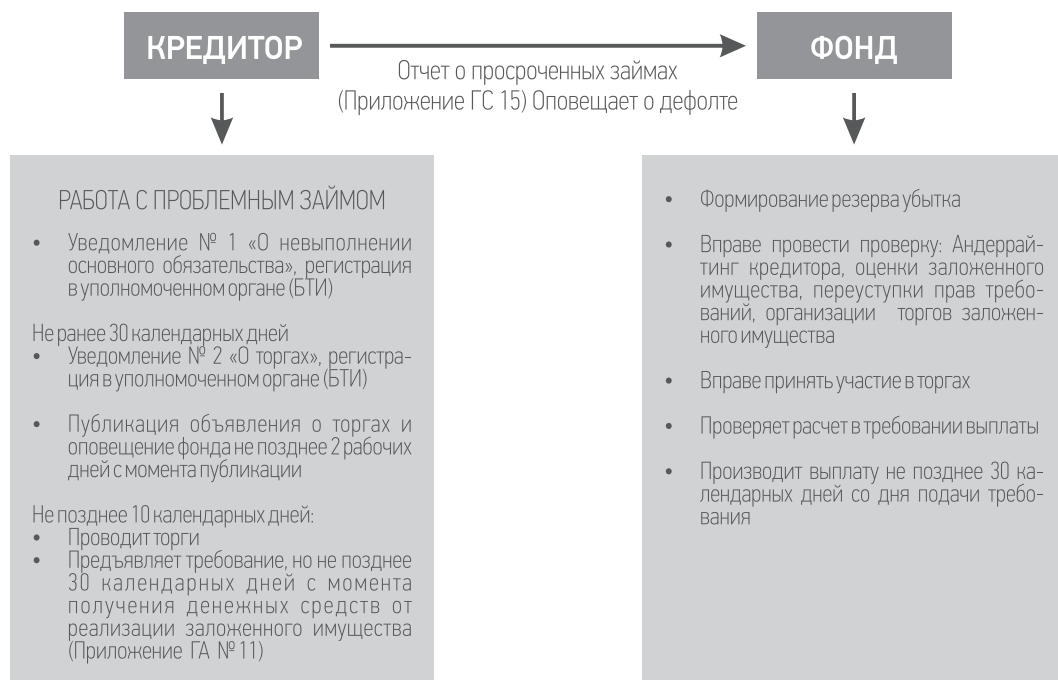 КРЕДИТОР
Отчет о просроченных займах
(Приложение ГС 15) Оповещает о дефолте
ФОНД
РАБОТА С ПРОБЛЕМНЫМ ЗАЙМОМ
• Уведомление № 1 «О невыполнении
основного обязательства», регистрация
в уполномоченном органе (БТИ)
Не ранее 30 календарных дней
• Уведомление № 2 «О торгах», регистра-
ция в уполномоченном органе (БТИ)
• Публикация объявления о торгах и
оповещение фонда не позднее 2 рабочих
дней с момента публикации
Не позднее 10 календарных дней:
• Проводит торги
• Предъявляет требование, но не позднее
30 календарных дней с момента
получения денежных средств от
реализации заложенного имущества
(Приложение ГА №11)
• Формирование резерва убытка
• Вправе провести проверку: Андеррай-
тинг кредитора, оценки заложенного
имущества, переуступки прав требо-
ваний, организации торгов заложен-
ного имущества
• Вправе принять участие в торгах
• Проверяет расчет в требовании выплаты
• Производит выплату не позднее 30 ка-
лендарных дней со дня подачи требо-
вания